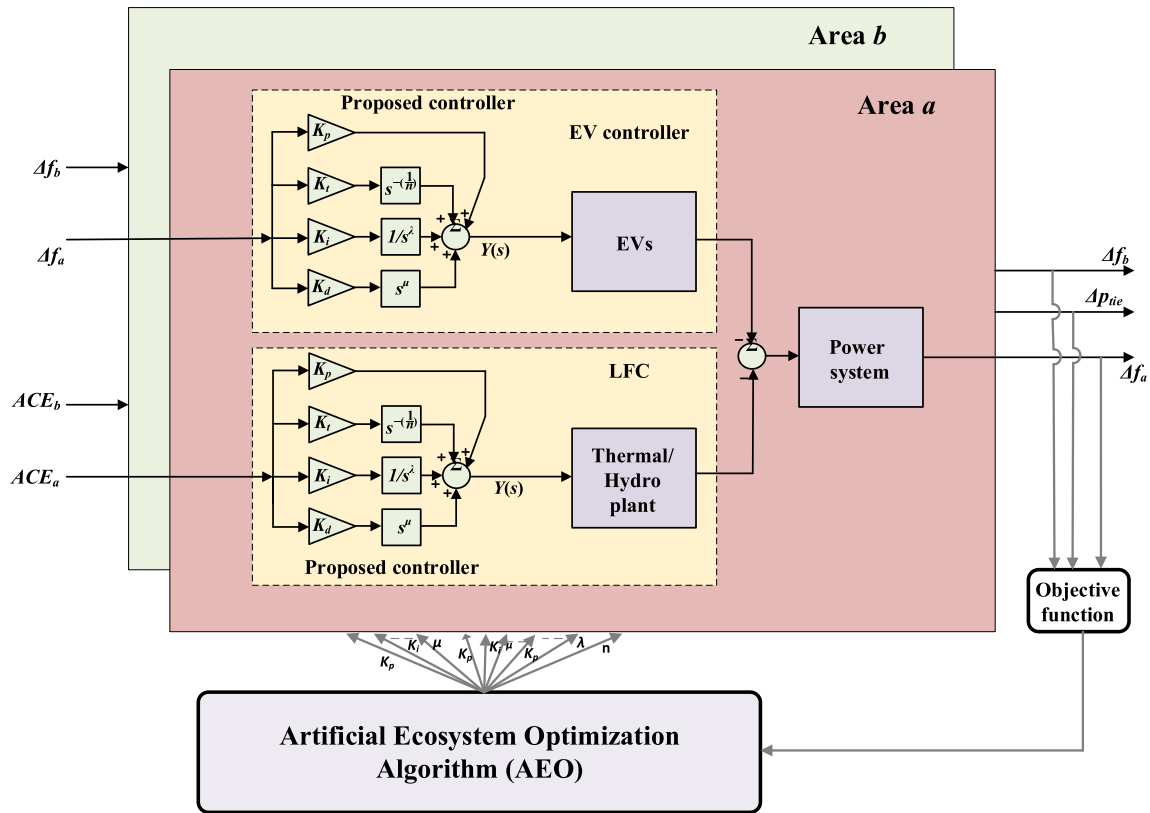 Area b
Area a
Proposed controller
EV controller
Kp
Kt
s^-(1/n)
Ki
1/s^λ
Kd
s^μ
Σ
+
+
+
+
Y(s)
EVs
Δfb
Δfa
LFC
Kp
Kt
s^-(1/n)
Ki
1/s^λ
Kd
s^μ
Σ
+
+
+
+
Y(s)
Thermal/
Hydro
plant
Proposed controller
ACEb
ACEa
Σ
−
−
Power
system
Δfb
Δptie
Δfa
Objective
function
Kp
Ki
μ
Kp
Ki
μ
Kp
λ
n
Artificial Ecosystem Optimization
Algorithm (AEO)